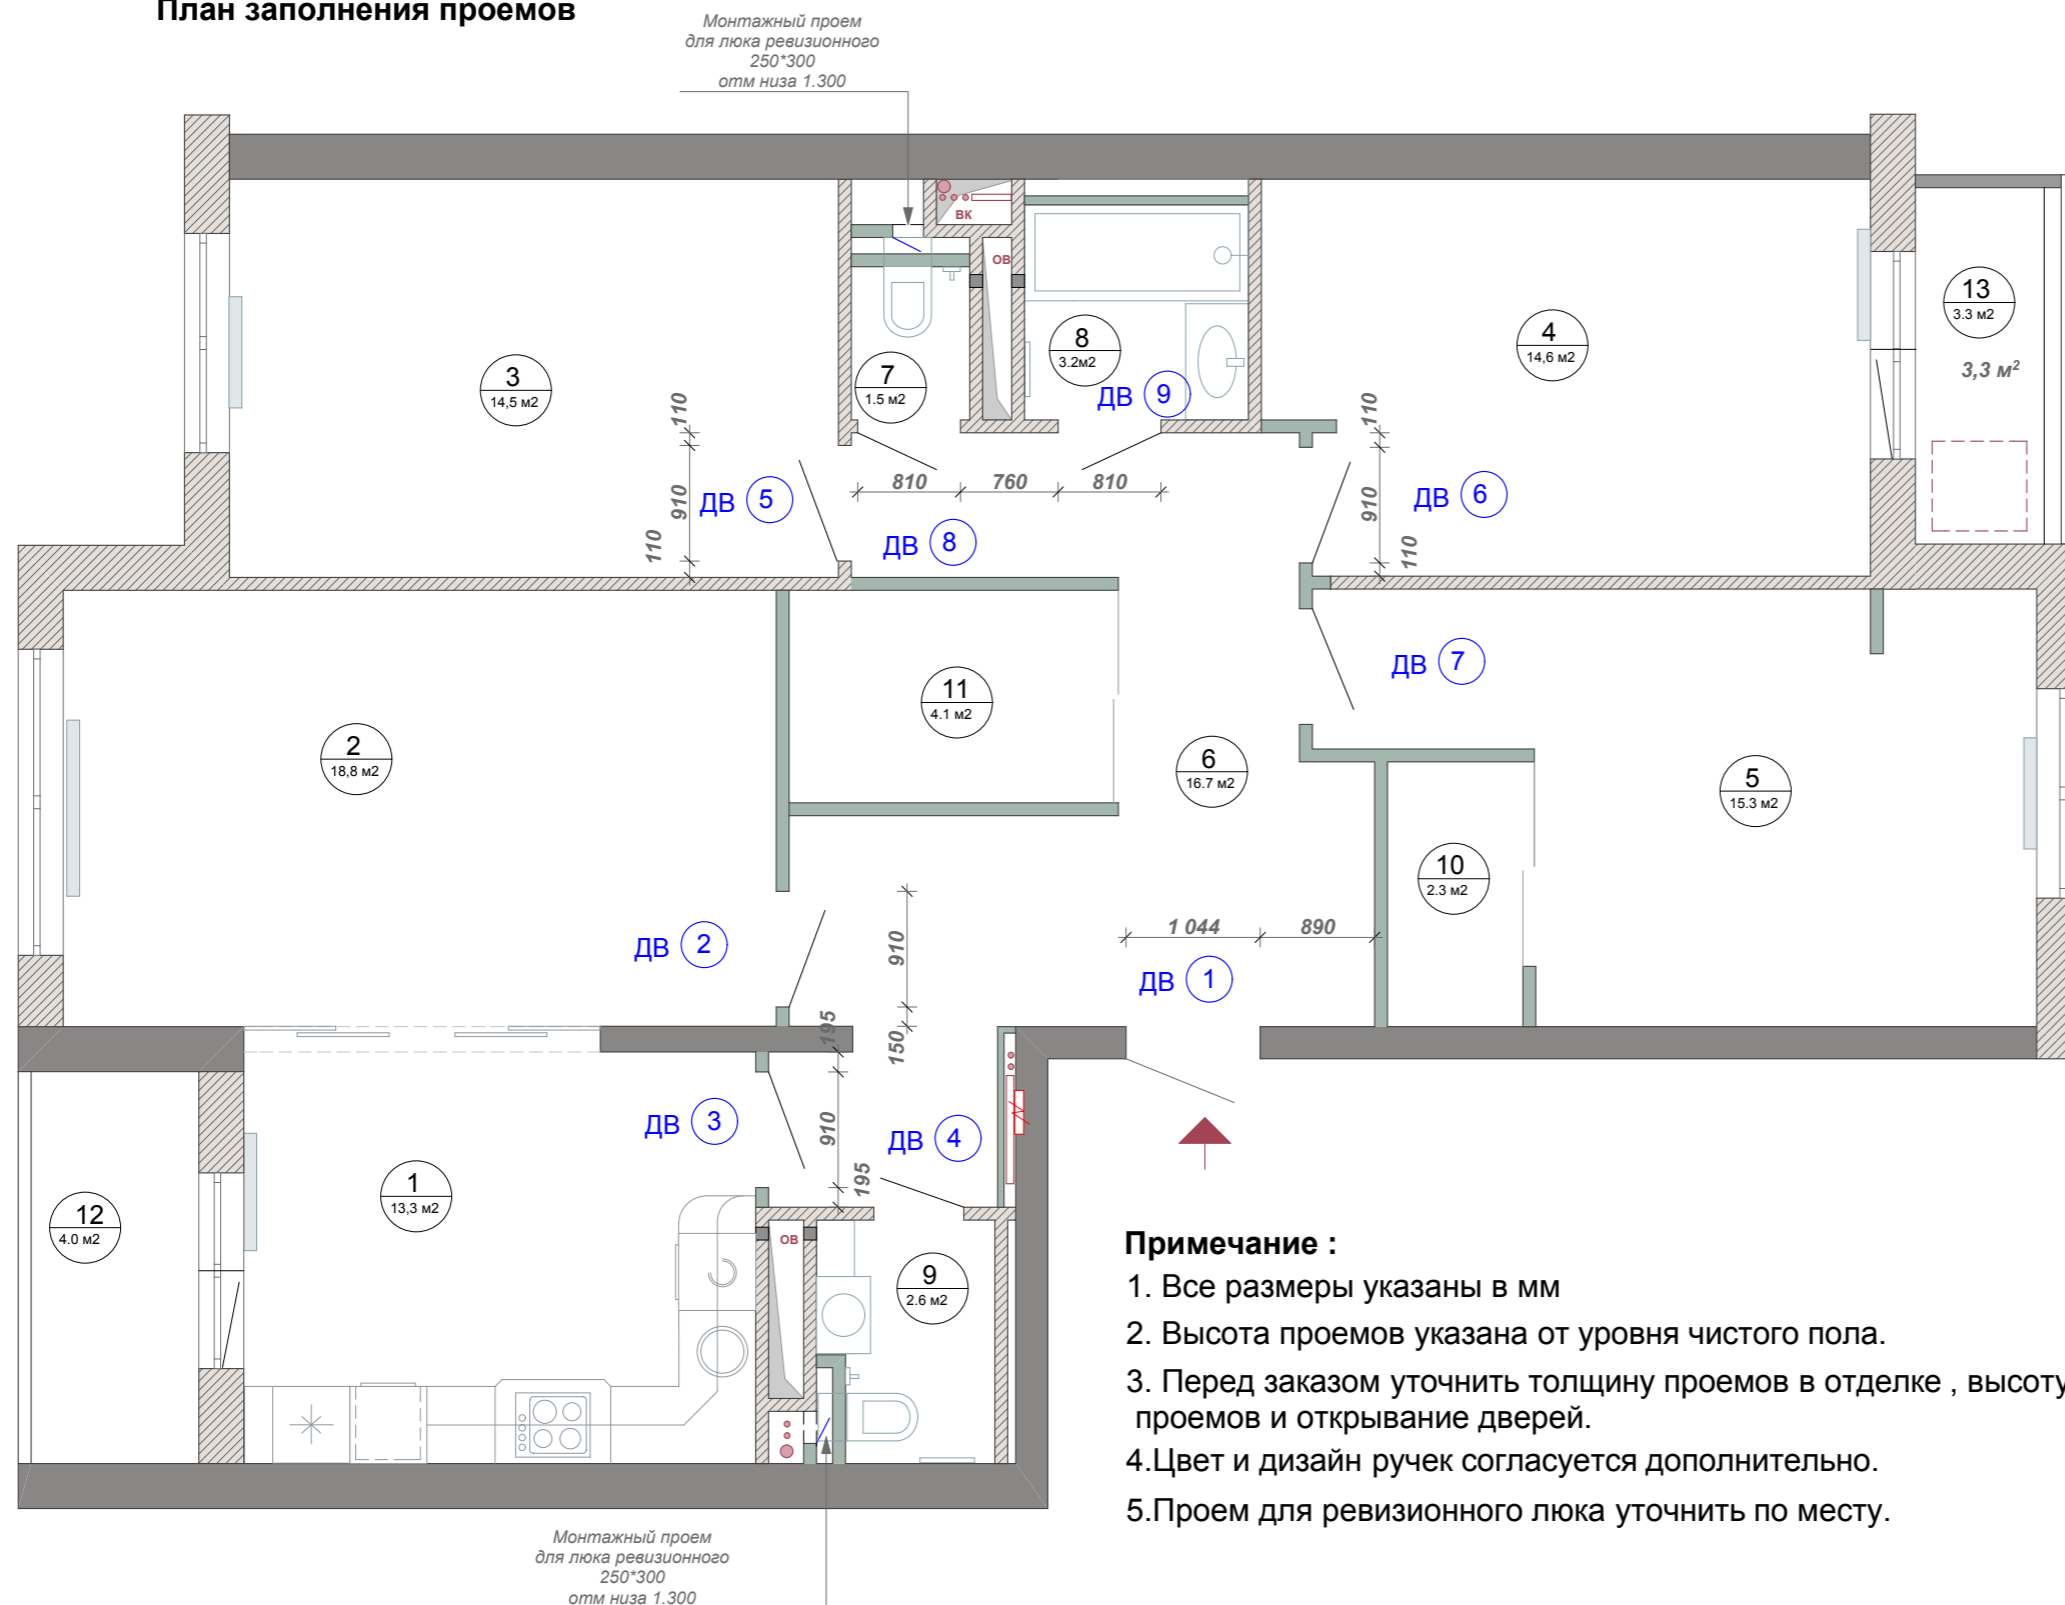 План заполнения проемов
Монтажный проем
для люка ревизионного
250*300
отм низа 1.300
ВК
ОВ
13
3.3 м2
3,3 м²
4
14,6 м2
8
3.2м2
ДВ 9
7
1.5 м2
3
14,5 м2
110
910
110
ДВ 5
810
760
810
ДВ 8
110
910
110
ДВ 6
ДВ 7
11
4.1 м2
2
18,8 м2
6
16.7 м2
5
15.3 м2
10
2.3 м2
1 044
890
ДВ 1
ДВ 2
910
150
195
910
195
ДВ 3
ДВ 4
1
13,3 м2
12
4.0 м2
ОВ
9
2.6 м2
Примечание :
1. Все размеры указаны в мм
2. Высота проемов указана от уровня чистого пола.
3. Перед заказом уточнить толщину проемов в отделке , высоту
проемов и открывание дверей.
4.Цвет и дизайн ручек согласуется дополнительно.
5.Проем для ревизионного люка уточнить по месту.
Монтажный проем
для люка ревизионного
250*300
отм низа 1.300